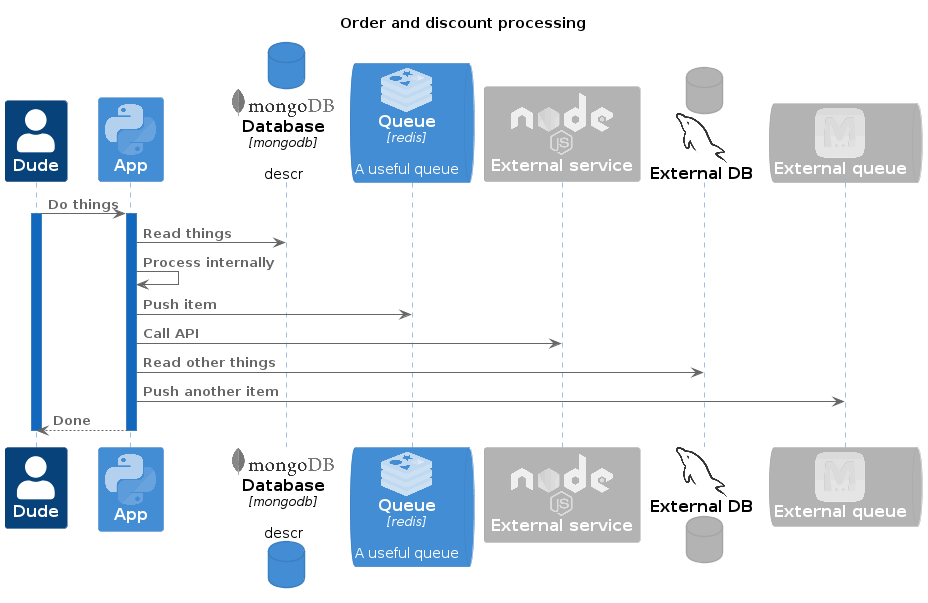 Order and discount processing
Dude
App
mongoDB
Database
[mongodb]
descr
Queue
[redis]
A useful queue
node
JS
External service
External DB
M
External queue
Do things
Read things
Process internally
Push item
Call API
Read other things
Push another item
Done
Dude
App
mongoDB
Database
[mongodb]
descr
Queue
[redis]
A useful queue
node
JS
External service
External DB
M
External queue